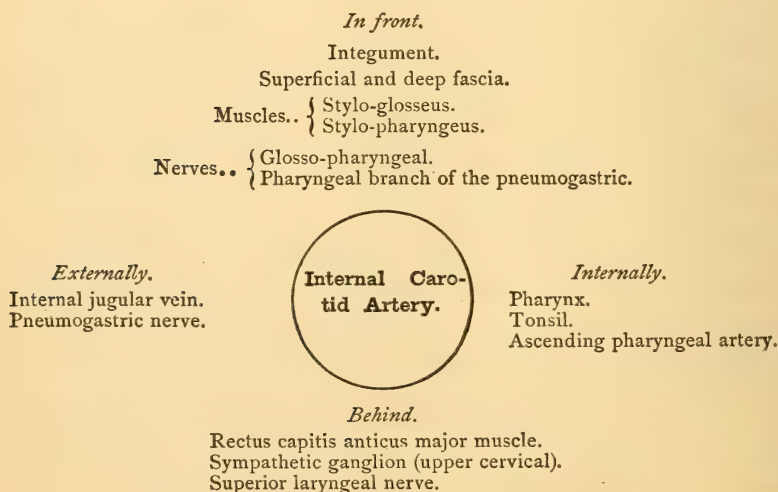 In front.
Integument.
Superficial and deep fascia.
Muscles.. { Stylo-glosseus.
Stylo-pharyngeus.
Nerves.. { Glosso-pharyngeal.
Pharyngeal branch of the pneumogastric.
Externally.
Internal jugular vein.
Pneumogastric nerve.
Internal Caro-
tid Artery.
Internally.
Pharynx.
Tonsil.
Ascending pharyngeal artery.
Behind.
Rectus capitis anticus major muscle.
Sympathetic ganglion (upper cervical).
Superior laryngeal nerve.